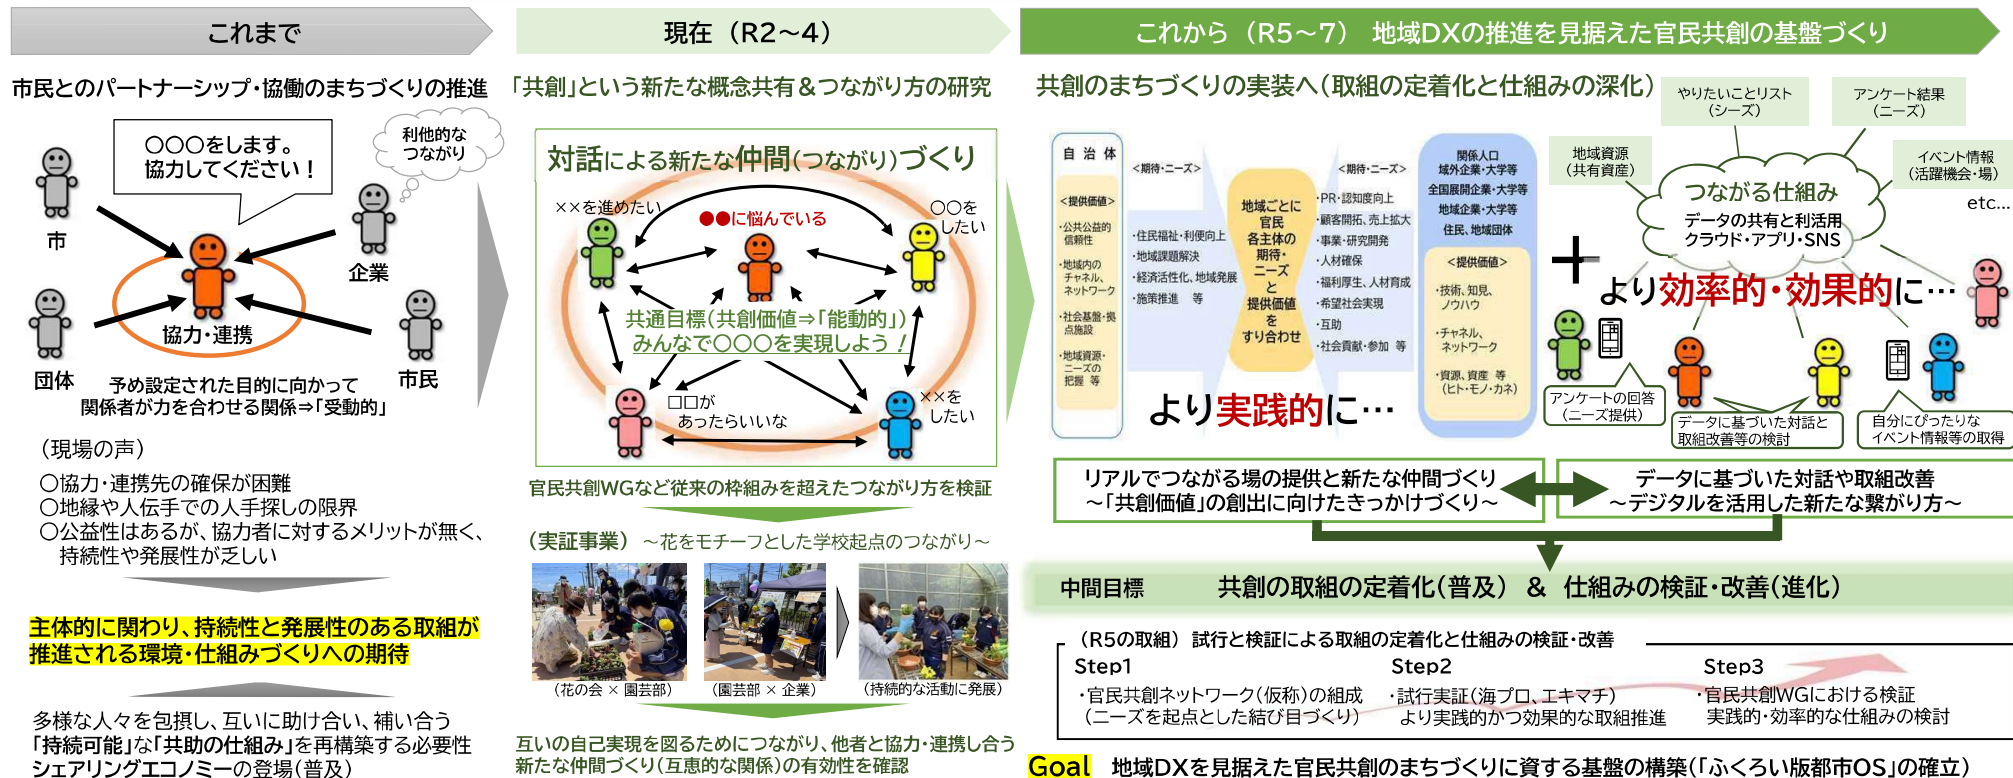 これまで
市民とのパートナーシップ・協働のまちづくりの推進
〇〇〇をします。
協力してください！
利他的な
つながり
市
企業
協力・連携
団体
市民
予め設定された目的に向かって
関係者が力を合わせる関係⇒「受動的」
（現場の声）
〇協力・連携先の確保が困難
〇地縁や人伝手での人手探しの限界
〇公益性はあるが、協力者に対するメリットが無く、
持続性や発展性が乏しい
主体的に関わり、持続性と発展性のある取組が
推進される環境・仕組みづくりへの期待
多様な人々を包摂し、互いに助け合い、補い合う
「持続可能」な「共助の仕組み」を再構築する必要性
シェアリングエコノミーの登場（普及）
現在（R2～4）
「共創」という新たな概念共有＆つながり方の研究
対話による新たな仲間（つながり）づくり
××を進めたい
●●に悩んでいる
〇〇を
したい
共通目標（共創価値⇒「能動的」）
みんなで〇〇〇を実現しよう！
□□が
あったらいいな
××を
したい
官民共創WGなど従来の枠組みを超えたつながり方を検証
（実証事業）～花をモチーフとした学校起点のつながり～
（花の会 × 園芸部）
（園芸部 × 企業）
（持続的な活動に発展）
互いの自己実現を図るためにつながり、他者と協力・連携し合う
新たな仲間づくり（互恵的な関係）の有効性を確認
これから（R5～7） 地域DXの推進を見据えた官民共創の基盤づくり
共創のまちづくりの実装へ（取組の定着化と仕組みの深化）
自治体
＜提供価値＞
・公共公益的
信頼性
・地域内の
チャネル、
ネットワーク
・社会基盤・拠
点施設
・地域資源・
ニーズの
把握 等
＜期待・ニーズ＞
・住民福祉・利便向上
・地域課題解決
・経済活性化、地域発展
・施策推進 等
地域ごとに
官民
各主体の
期待・
ニーズ
と
提供価値
を
すり合わせ
＜期待・ニーズ＞
・PR・認知度向上
・顧客開拓、売上拡大
・事業・研究開発
・人材確保
・福利厚生、人材育成
・希望社会実現
・互助
・社会貢献・参加 等
関係人口
域外企業・大学等
全国展開企業・大学等
地域企業・大学等
住民、地域団体
＜提供価値＞
・技術、知見、
ノウハウ
・チャネル、
ネットワーク
・資源、資産 等
（ヒト・モノ・カネ）
より実践的に…
＋
やりたいことリスト
（シーズ）
アンケート結果
（ニーズ）
地域資源
（共有資産）
イベント情報
（活躍機会・場）
etc…
つながる仕組み
データの共有と利活用
クラウド・アプリ・SNS
より効率的・効果的に…
アンケートの回答
（ニーズ提供）
データに基づいた対話と
取組改善等の検討
自分にぴったりな
イベント情報等の取得
リアルでつながる場の提供と新たな仲間づくり
～「共創価値」の創出に向けたきっかけづくり～
データに基づいた対話や取組改善
～デジタルを活用した新たな繋がり方～
中間目標 共創の取組の定着化（普及） ＆ 仕組みの検証・改善（進化）
（R5の取組）試行と検証による取組の定着化と仕組みの検証・改善
Step1
・官民共創ネットワーク（仮称）の組成
（ニーズを起点とした結び目づくり）
Step2
・試行実証（海プロ、エキマチ）
より実践的かつ効果的な取組推進
Step3
・官民共創WGにおける検証
実践的・効率的な仕組みの検討
Goal 地域DXを見据えた官民共創のまちづくりに資する基盤の構築（「ふくろい版都市OS」の確立）